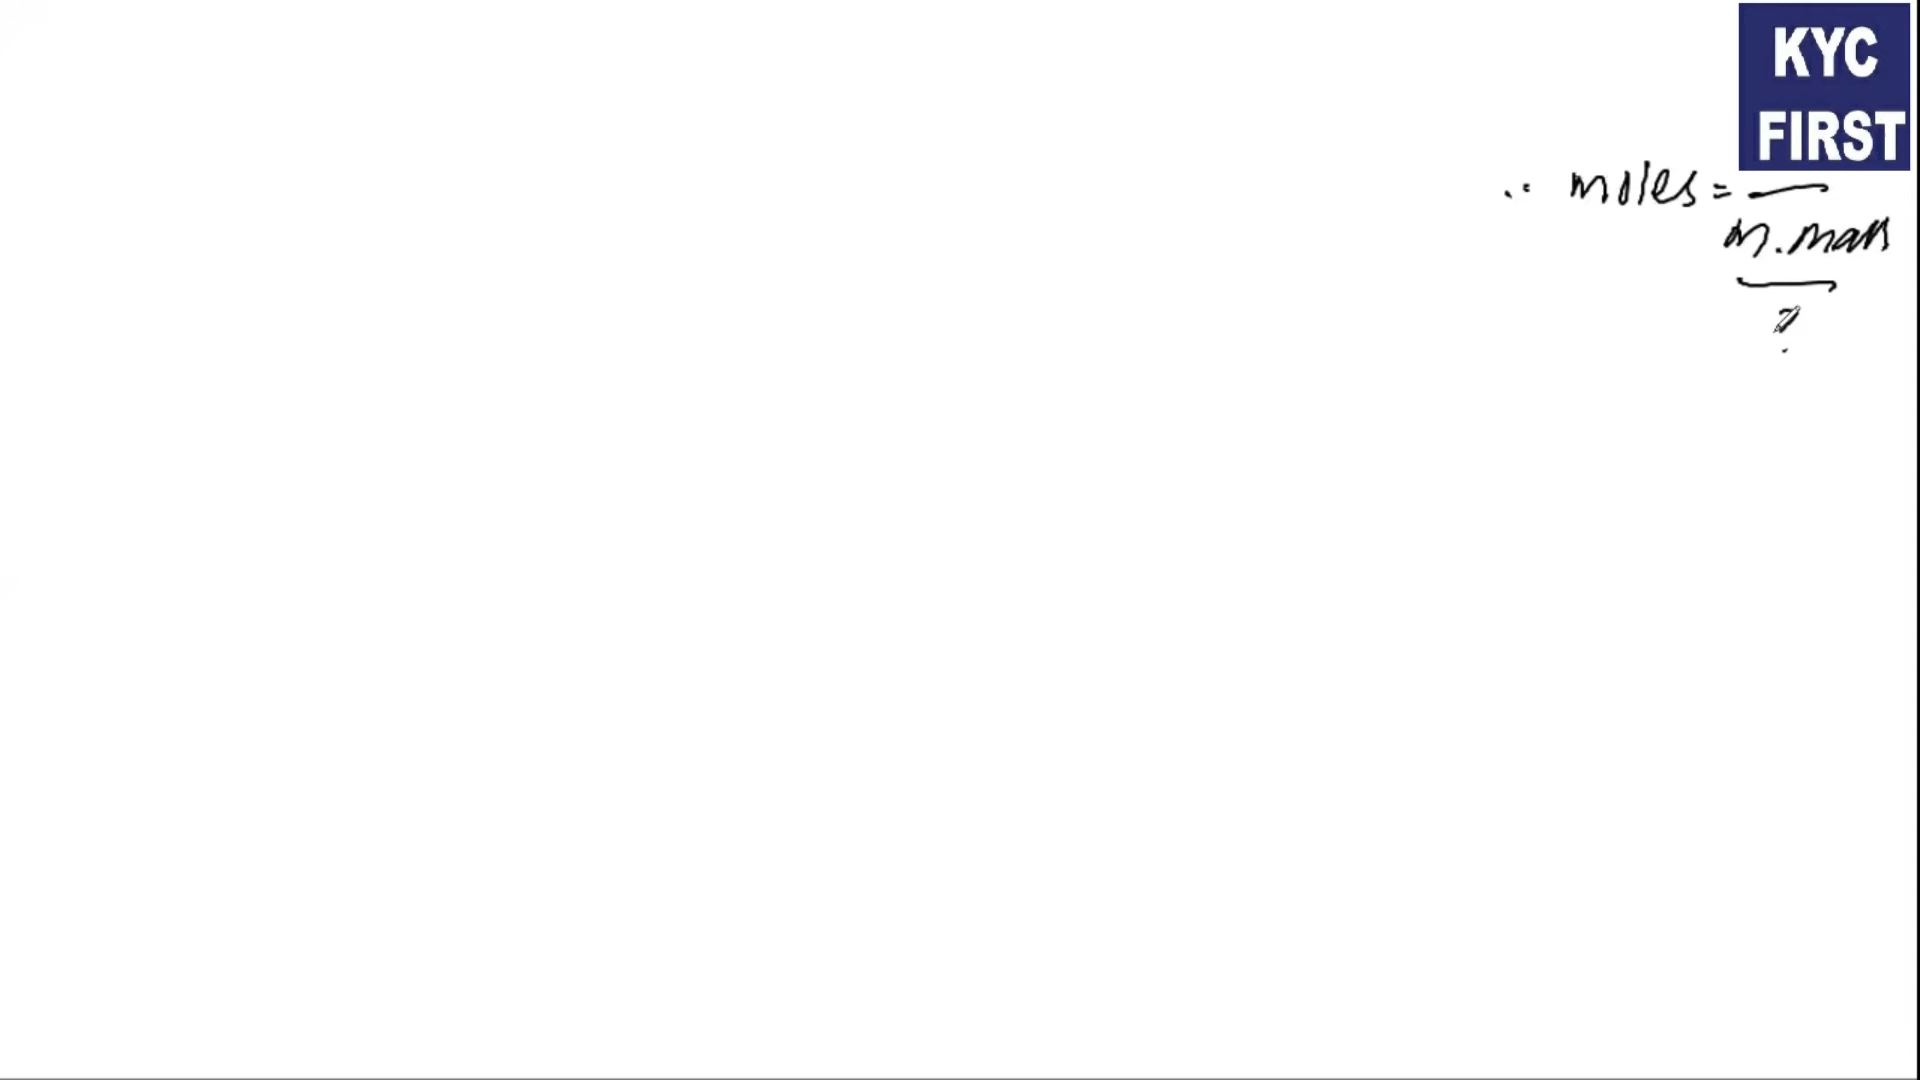 KYC
FIRST
∵ moles =
m. mass
?